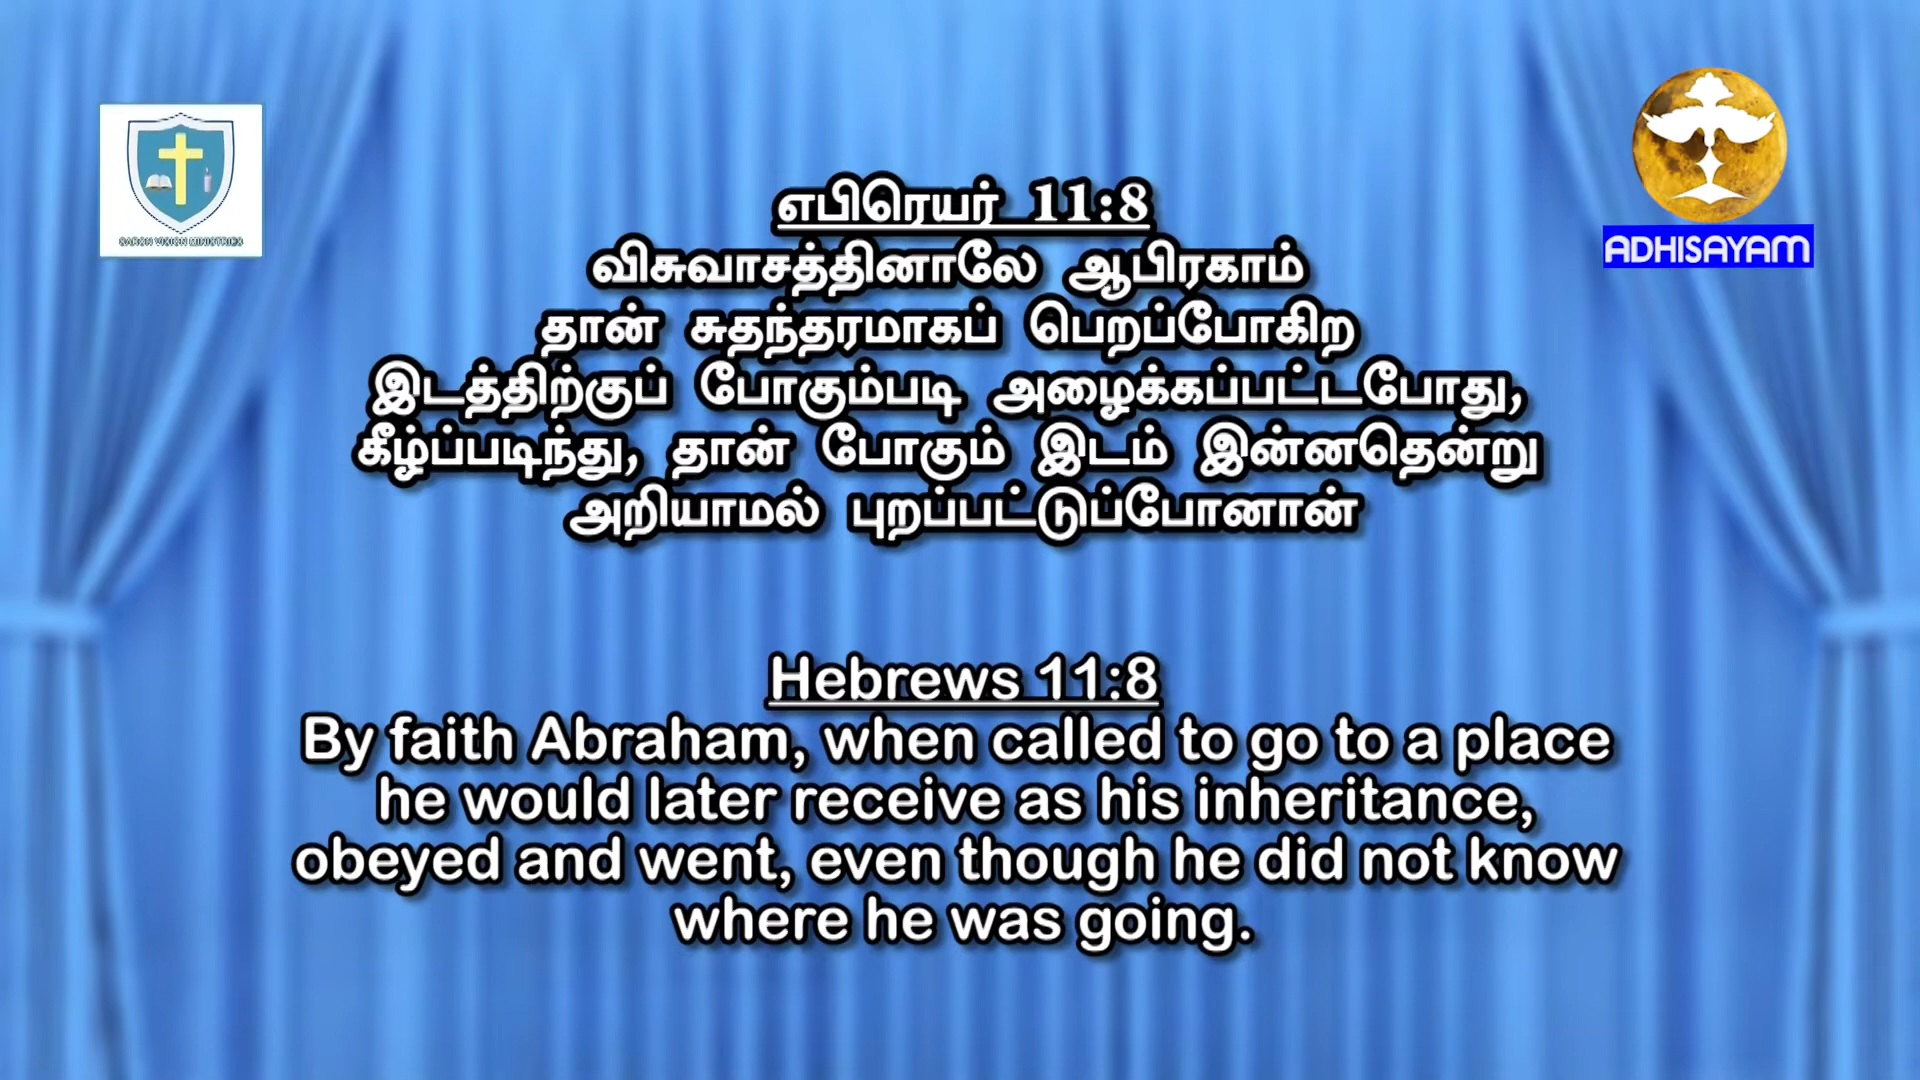 ADHISAYAM
எபிரெயர் 11:8
விசுவாசத்தினாலே ஆபிரகாம்
தான் சுதந்தரமாகப் பெறப்போகிற
இடத்திற்குப் போகும்படி அழைக்கப்பட்டபோது,
கீழ்ப்படிந்து, தான் போகும் இடம் இன்னதென்று
அறியாமல் புறப்பட்டுப்போனான்
Hebrews 11:8
By faith Abraham, when called to go to a place
he would later receive as his inheritance,
obeyed and went, even though he did not know
where he was going.